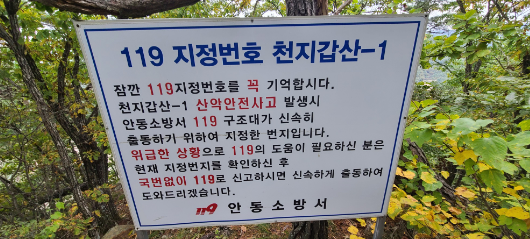 119 지정번호 천지갑산-1
잠깐 119지정번호를 꼭 기억합시다.
천지갑산-1 산악안전사고 발생시
안동소방서 119 구조대가 신속히
출동하기 위하여 지정한 번지입니다.
위급한 상황으로 119의 도움이 필요하신 분은
현재 지정번지를 확인하신 후
국번없이 119로 신고하시면 신속하게 출동하여
도와드리겠습니다.
119 안동소방서